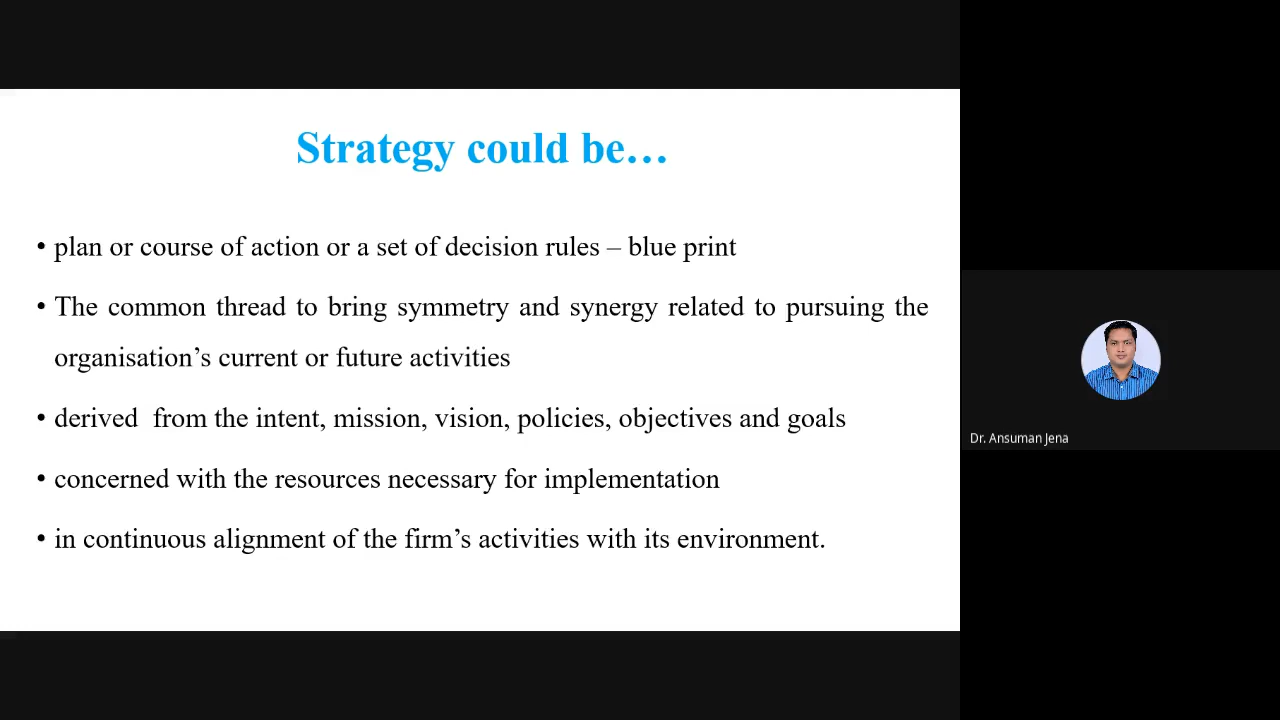 Strategy could be…
• plan or course of action or a set of decision rules – blue print
• The common thread to bring symmetry and synergy related to pursuing the
organisation’s current or future activities
• derived  from the intent, mission, vision, policies, objectives and goals
• concerned with the resources necessary for implementation
• in continuous alignment of the firm’s activities with its environment.
Dr. Ansuman Jena